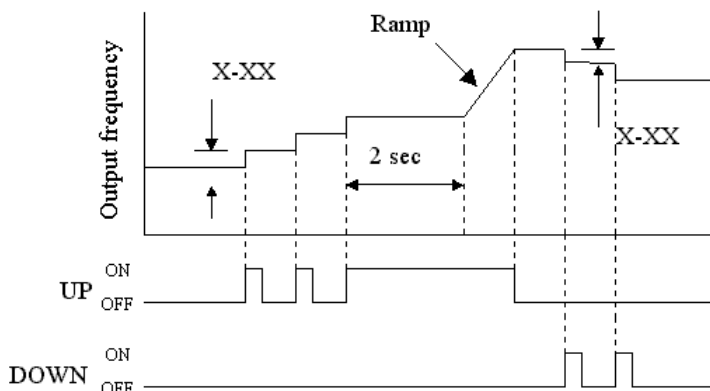 Ramp
X-XX
Output frequency
2 sec
X-XX
ON
UP
OFF
ON
DOWN
OFF